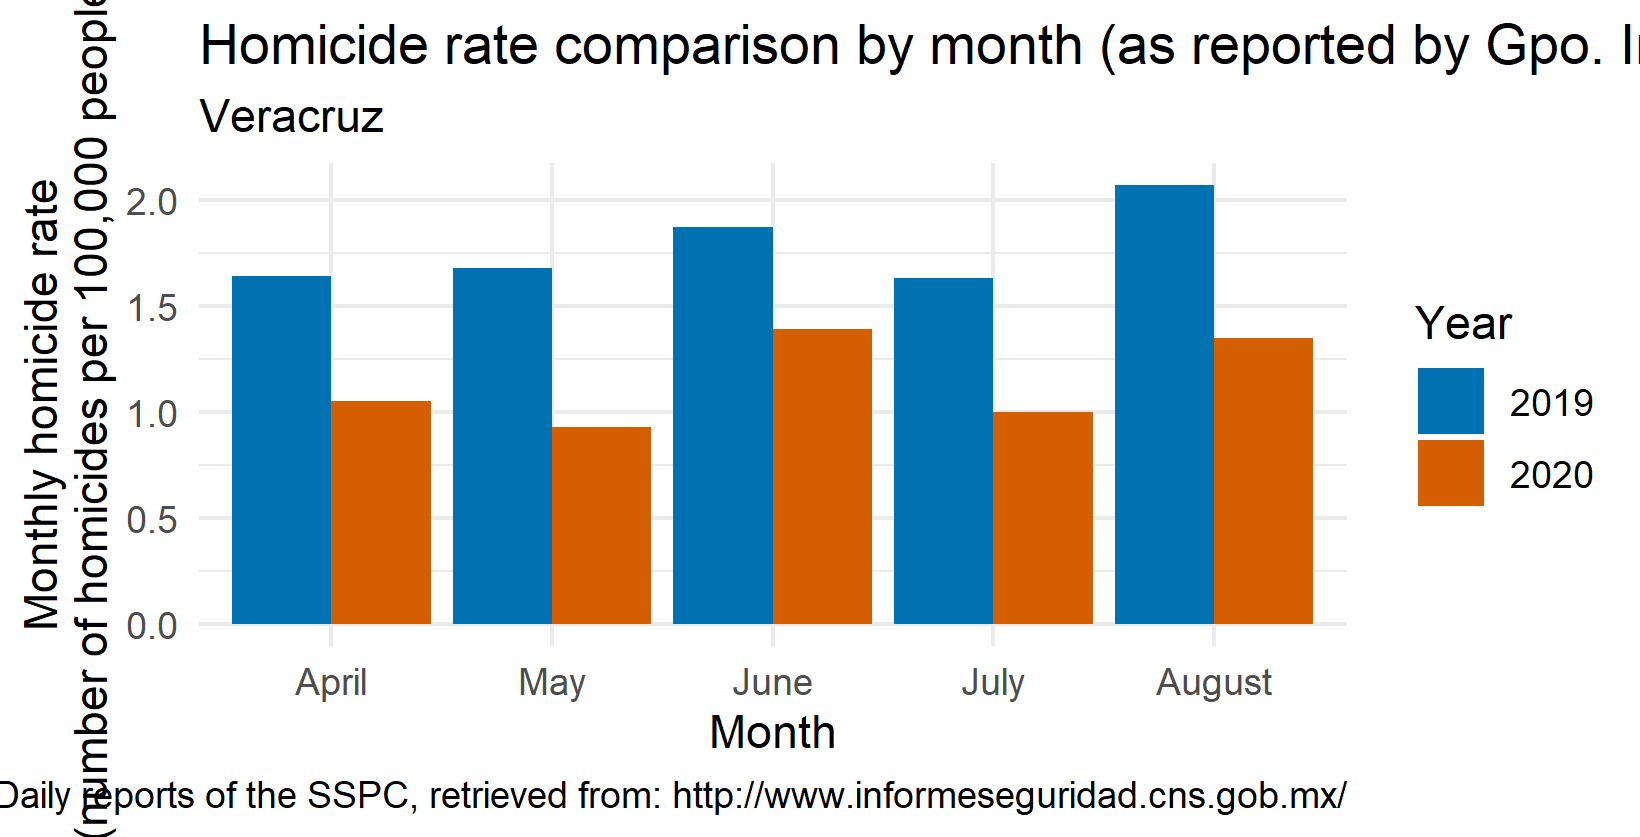 Homicide rate comparison by month (as reported by Gpo.
Veracruz
Monthly homicide rate
(number of homicides per 100,000 people
2.0
1.5
1.0
0.5
0.0
April May June July August
Month
Year
2019
2020
Daily reports of the SSPC, retrieved from: http://www.informeseguridad.cns.gob.mx/